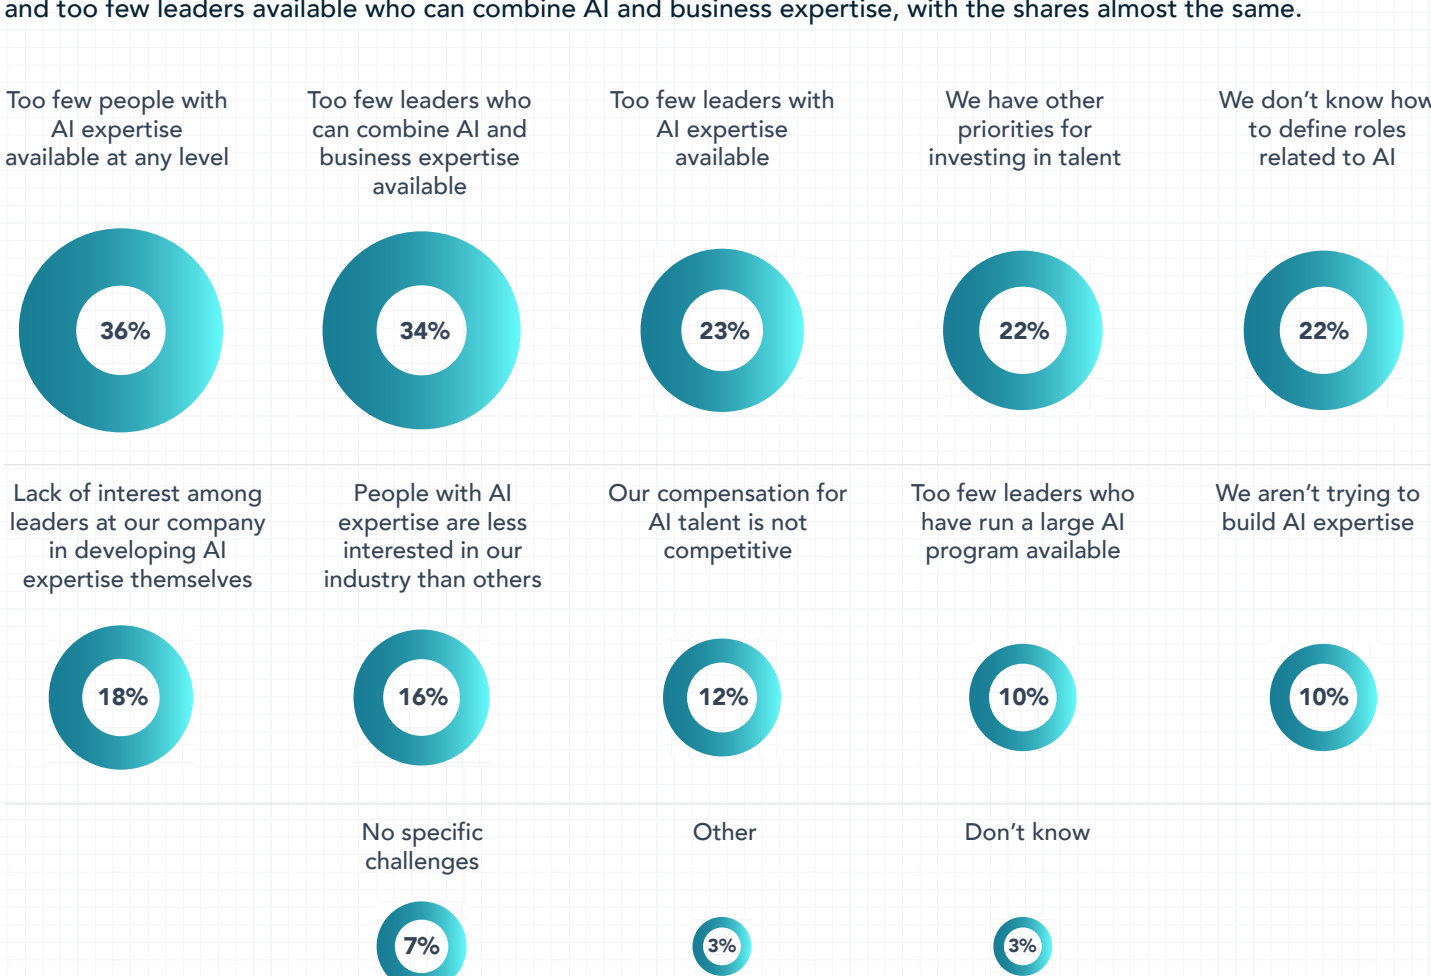 and too few leaders available who can combine AI and business expertise, with the shares almost the same.
Too few people with
AI expertise
available at any level
36%
Too few leaders who
can combine AI and
business expertise
available
34%
Too few leaders with
AI expertise
available
23%
We have other
priorities for
investing in talent
22%
We don’t know how
to define roles
related to AI
22%
Lack of interest among
leaders at our company
in developing AI
expertise themselves
18%
People with AI
expertise are less
interested in our
industry than others
16%
Our compensation for
AI talent is not
competitive
12%
Too few leaders who
have run a large AI
program available
10%
We aren’t trying to
build AI expertise
10%
No specific
challenges
7%
Other
3%
Don’t know
3%